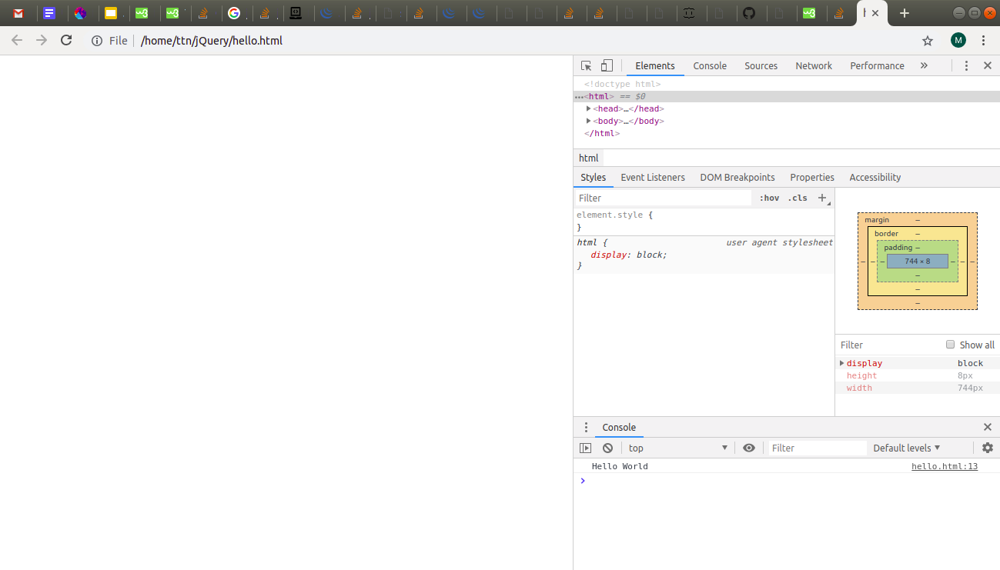 File /home/ttn/jQuery/hello.html M
Elements Console Sources Network Performance »
<!doctype html>
…<html> == $0
<head>…</head>
<body>…</body>
</html>
html
Styles Event Listeners DOM Breakpoints Properties Accessibility
Filter :hov .cls +
element.style {
}
html { user agent stylesheet
display: block;
}
margin –
border –
padding –
– – – 744 × 8 – – –
–
–
–
Filter Show all
display block
height 8px
width 744px
Console
top Filter Default levels
Hello World hello.html:13